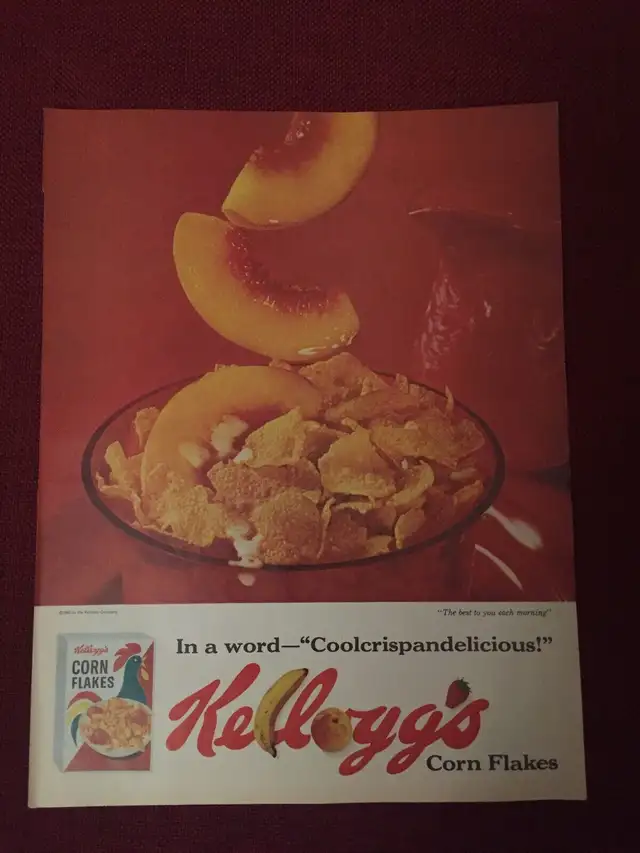 "The best to you each morning"
In a word—"Coolcrispandelicious!"
Kellogg's
CORN
FLAKES
Kellogg's
Corn Flakes